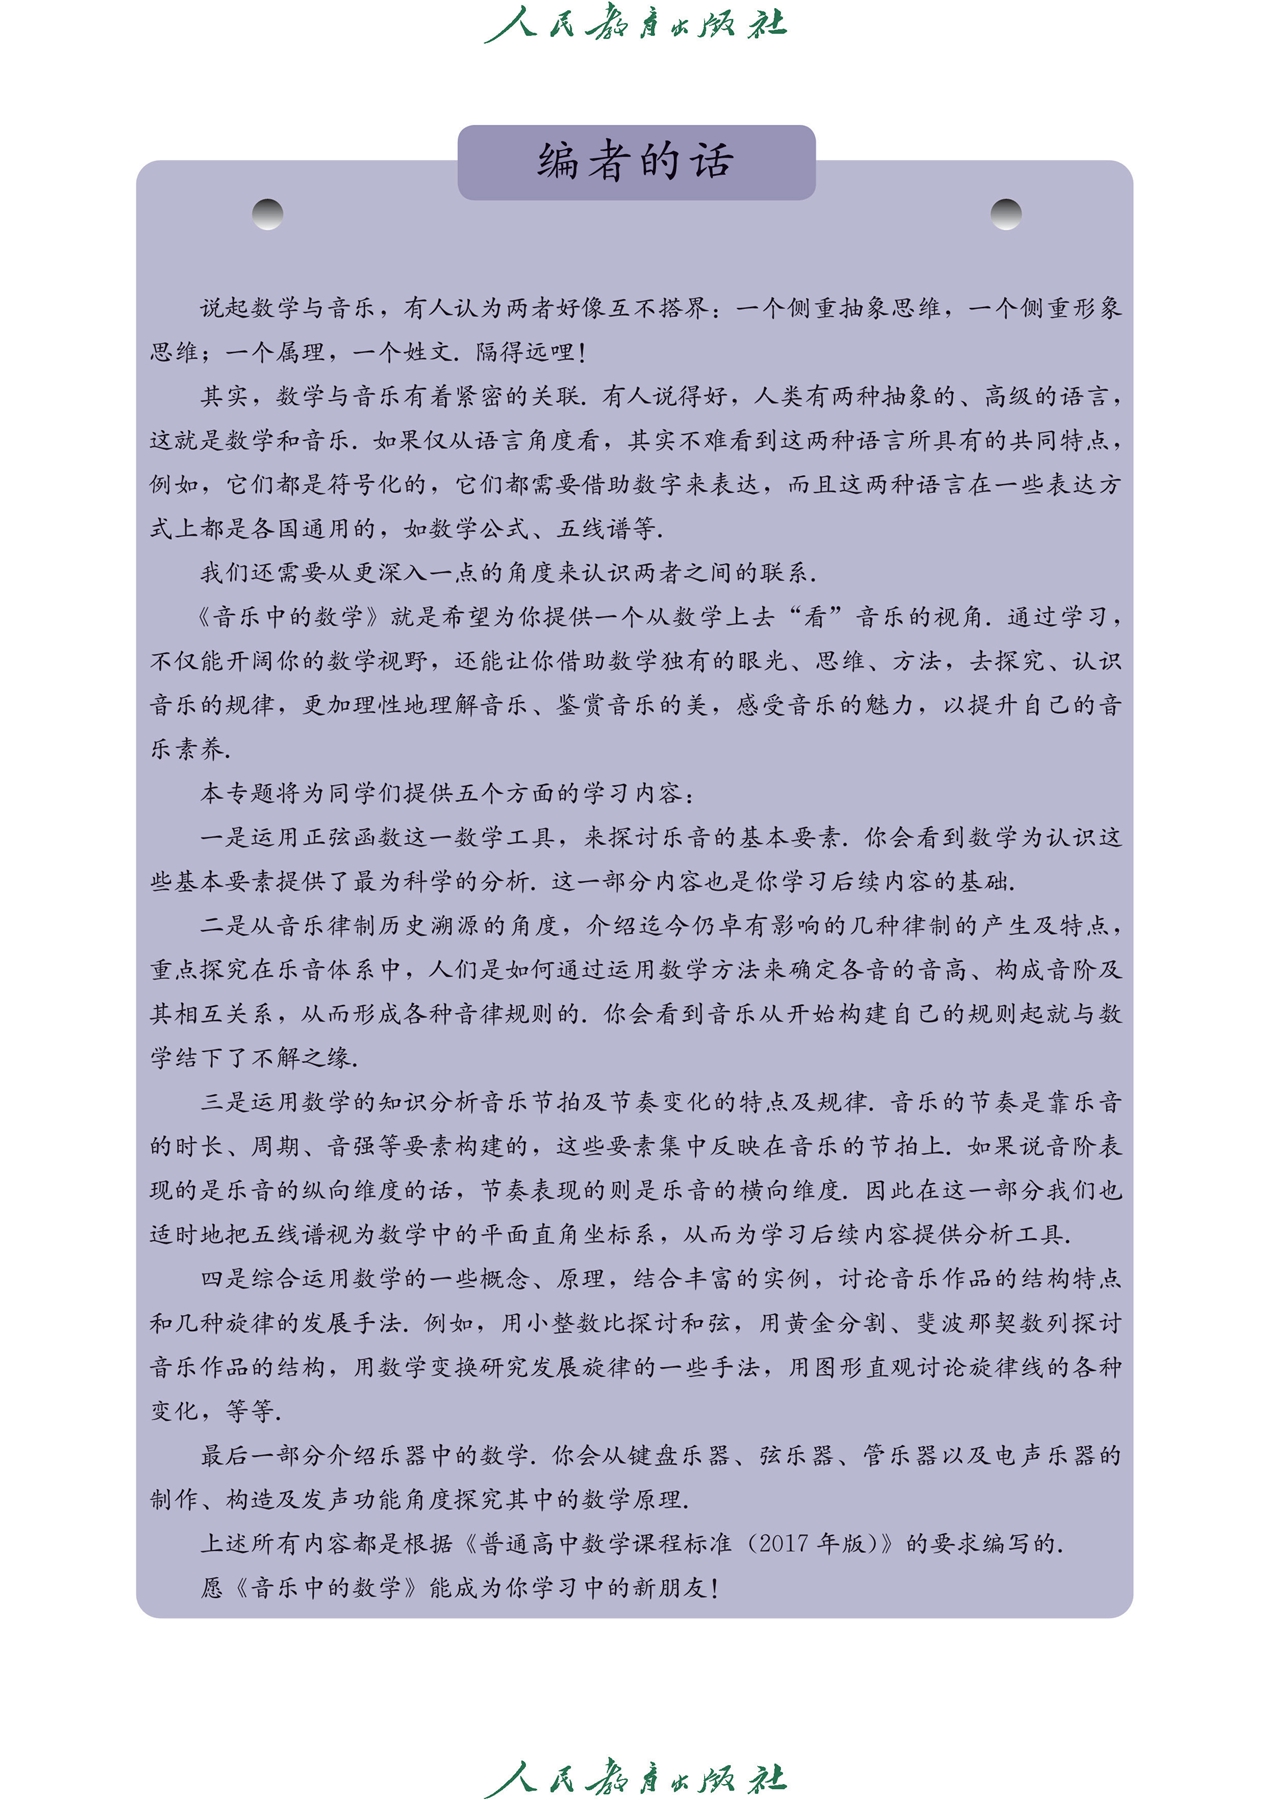 人民教育出版社
编者的话
说起数学与音乐，有人认为两者好像互不搭界：一个侧重抽象思维，一个侧重形象
思维；一个属理，一个姓文．隔得远哩！
其实，数学与音乐有着紧密的关联．有人说得好，人类有两种抽象的、高级的语言，
这就是数学和音乐．如果仅从语言角度看，其实不难看到这两种语言所具有的共同特点，
例如，它们都是符号化的，它们都需要借助数字来表达，而且这两种语言在一些表达方
式上都是各国通用的，如数学公式、五线谱等．
我们还需要从更深入一点的角度来认识两者之间的联系．
《音乐中的数学》就是希望为你提供一个从数学上去“看”音乐的视角．通过学习，
不仅能开阔你的数学视野，还能让你借助数学独有的眼光、思维、方法，去探究、认识
音乐的规律，更加理性地理解音乐、鉴赏音乐的美，感受音乐的魅力，以提升自己的音
乐素养．
本专题将为同学们提供五个方面的学习内容：
一是运用正弦函数这一数学工具，来探讨乐音的基本要素．你会看到数学为认识这
些基本要素提供了最为科学的分析．这一部分内容也是你学习后续内容的基础．
二是从音乐律制历史溯源的角度，介绍迄今仍卓有影响的几种律制的产生及特点，
重点探究在乐音体系中，人们是如何通过运用数学方法来确定各音的音高、构成音阶及
其相互关系，从而形成各种音律规则的．你会看到音乐从开始构建自己的规则起就与数
学结下了不解之缘．
三是运用数学的知识分析音乐节拍及节奏变化的特点及规律．音乐的节奏是靠乐音
的时长、周期、音强等要素构建的，这些要素集中反映在音乐的节拍上．如果说音阶表
现的是乐音的纵向维度的话，节奏表现的则是乐音的横向维度．因此在这一部分我们也
适时地把五线谱视为数学中的平面直角坐标系，从而为学习后续内容提供分析工具．
四是综合运用数学的一些概念、原理，结合丰富的实例，讨论音乐作品的结构特点
和几种旋律的发展手法．例如，用小整数比探讨和弦，用黄金分割、斐波那契数列探讨
音乐作品的结构，用数学变换研究发展旋律的一些手法，用图形直观讨论旋律线的各种
变化，等等．
最后一部分介绍乐器中的数学．你会从键盘乐器、弦乐器、管乐器以及电声乐器的
制作、构造及发声功能角度探究其中的数学原理．
上述所有内容都是根据《普通高中数学课程标准（2017年版）》的要求编写的．
愿《音乐中的数学》能成为你学习中的新朋友！
人民教育出版社